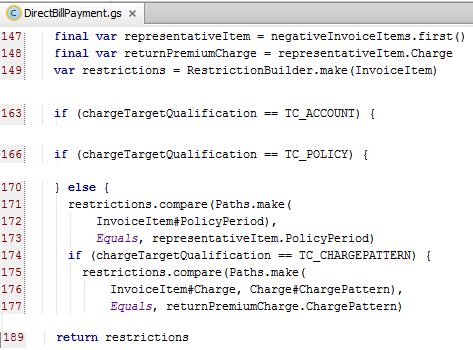 DirectBillPayment.gs
147 final var representativeItem = negativeInvoiceItems.first()
148 final var returnPremiumCharge = representativeItem.Charge
149 var restrictions = RestrictionBuilder.make(InvoiceItem)
163 if (chargeTargetQualification == TC_ACCOUNT) {
166 if (chargeTargetQualification == TC_POLICY) {
170 } else {
171 restrictions.compare(Paths.make(
172 InvoiceItem#PolicyPeriod),
173 Equals, representativeItem.PolicyPeriod)
174 if (chargeTargetQualification == TC_CHARGEPATTERN) {
175 restrictions.compare(Paths.make(
176 InvoiceItem#Charge, Charge#ChargePattern),
177 Equals, returnPremiumCharge.ChargePattern)
189 return restrictions